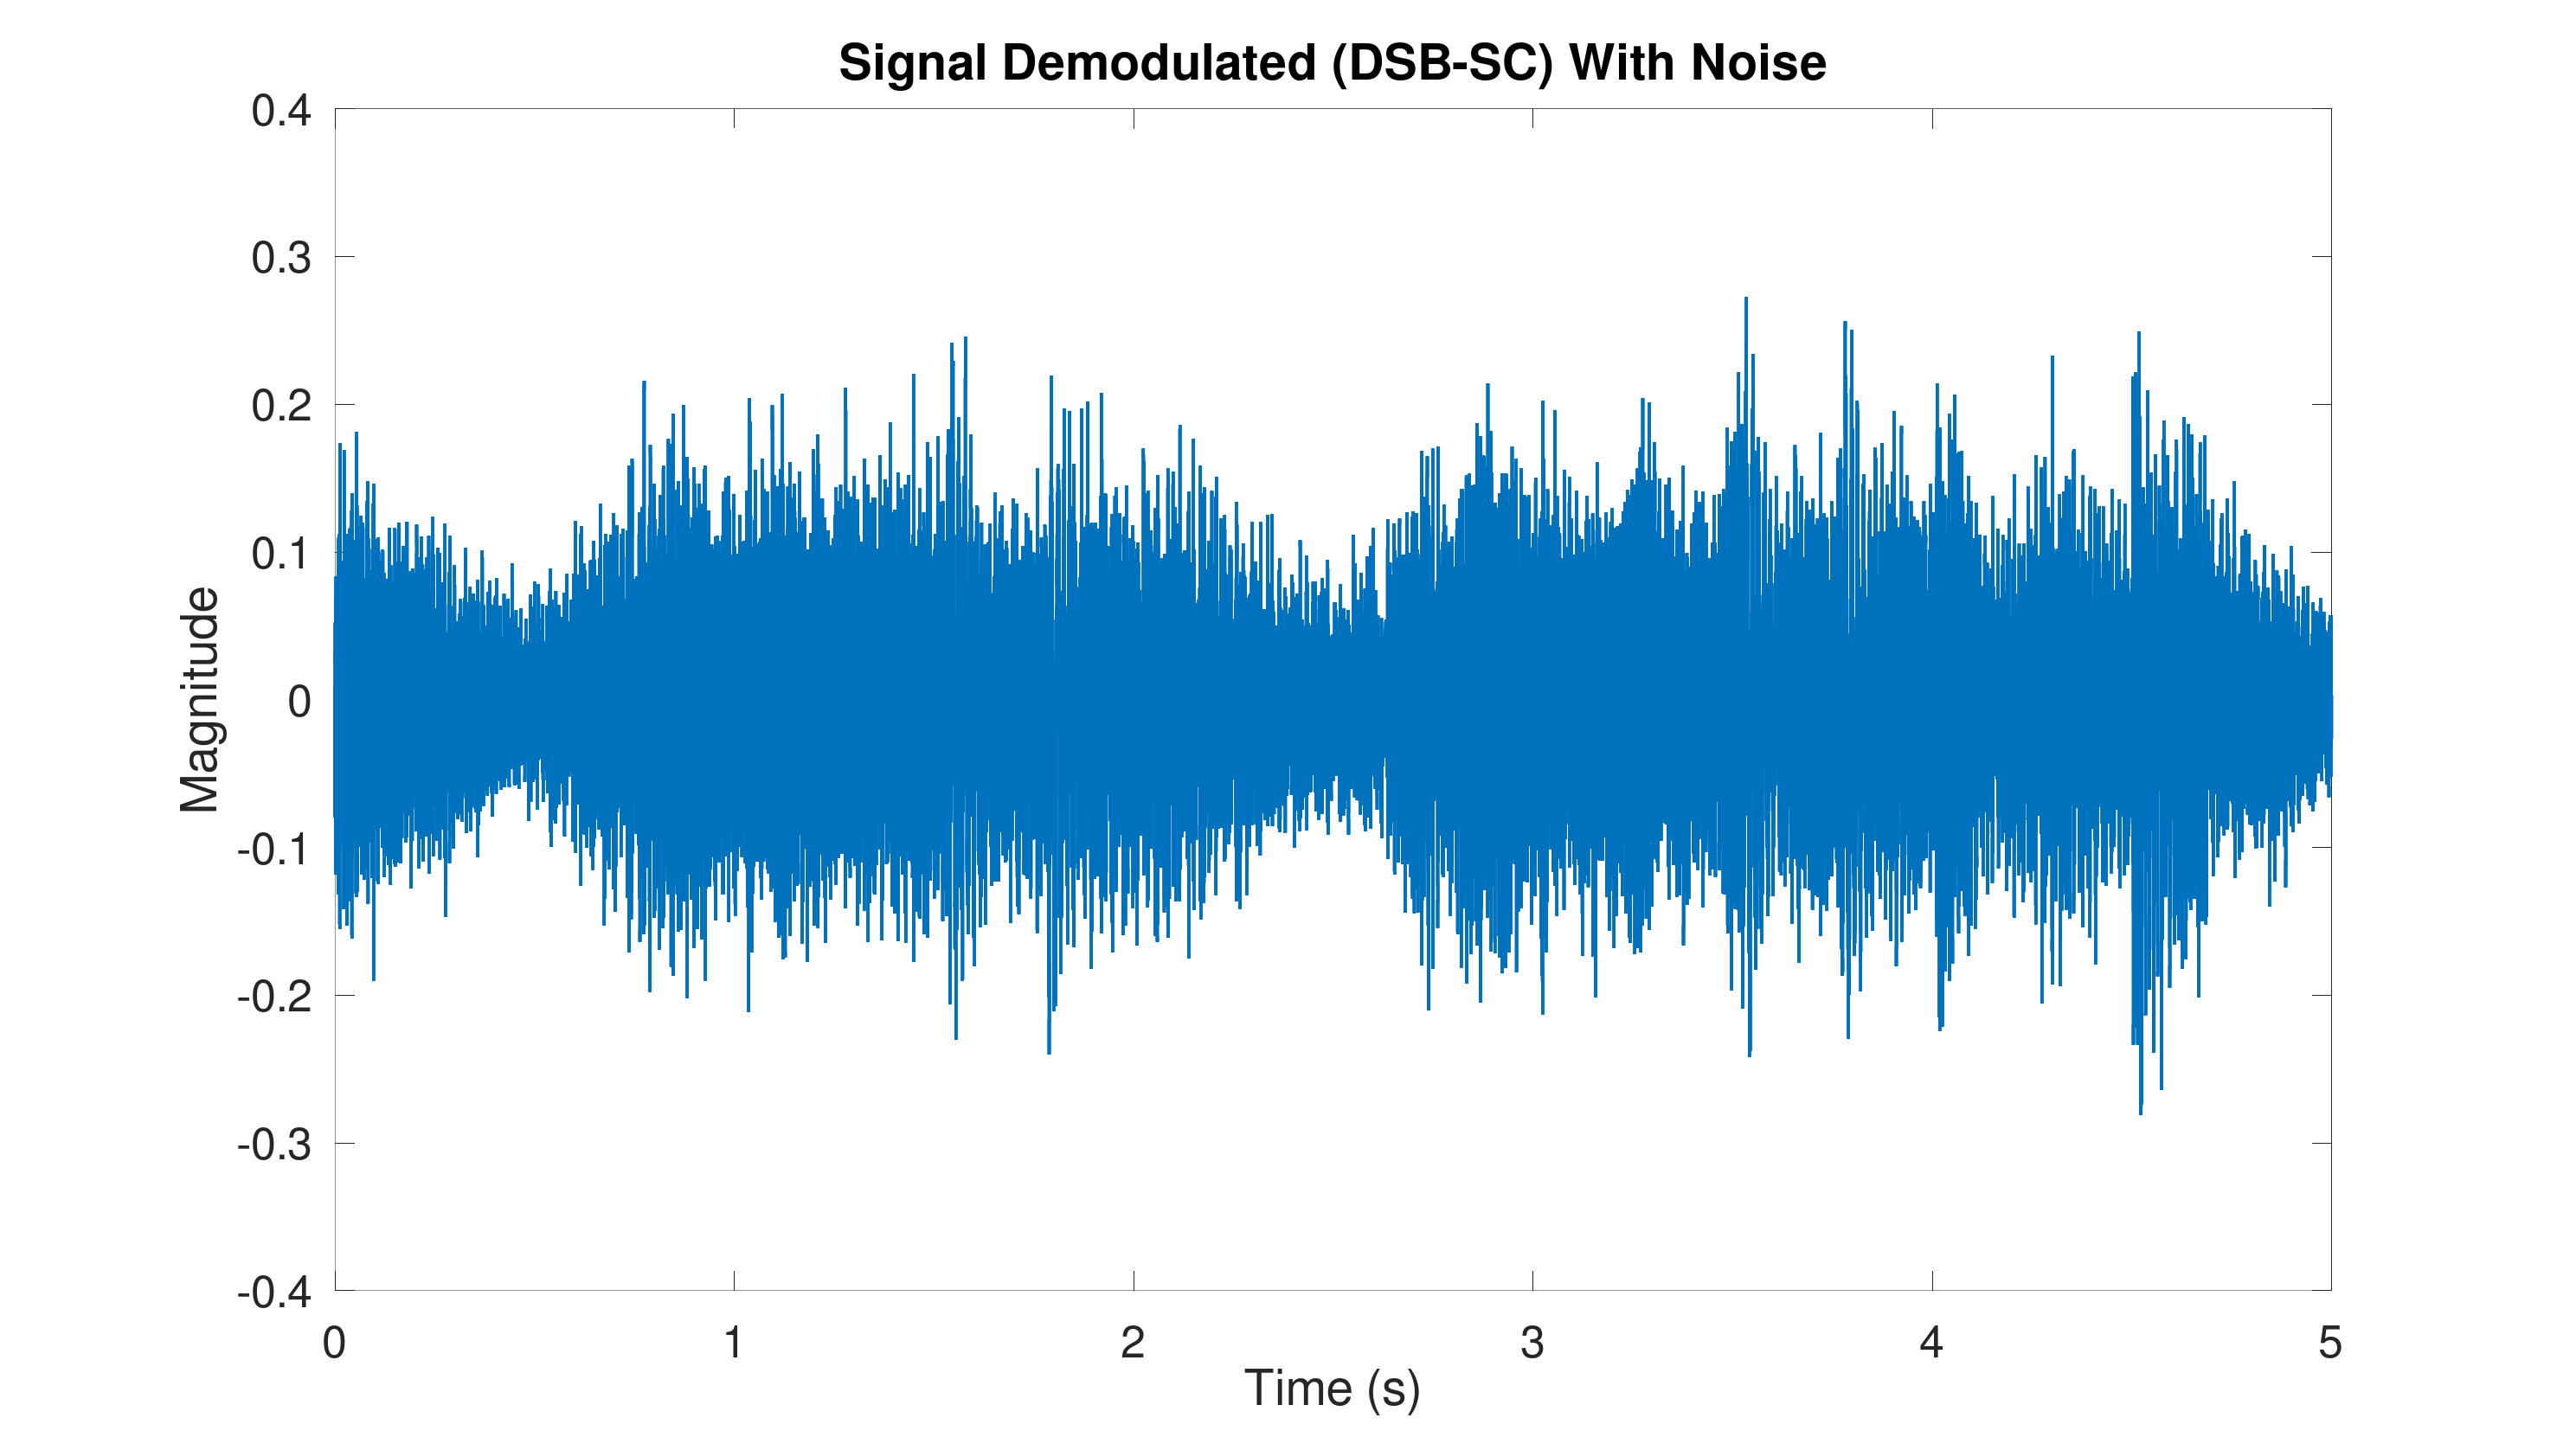 Signal Demodulated (DSB-SC) With Noise
0.4
0.3
0.2
0.1
0
-0.1
-0.2
-0.3
-0.4
Magnitude
0 1 2 3 4 5
Time (s)